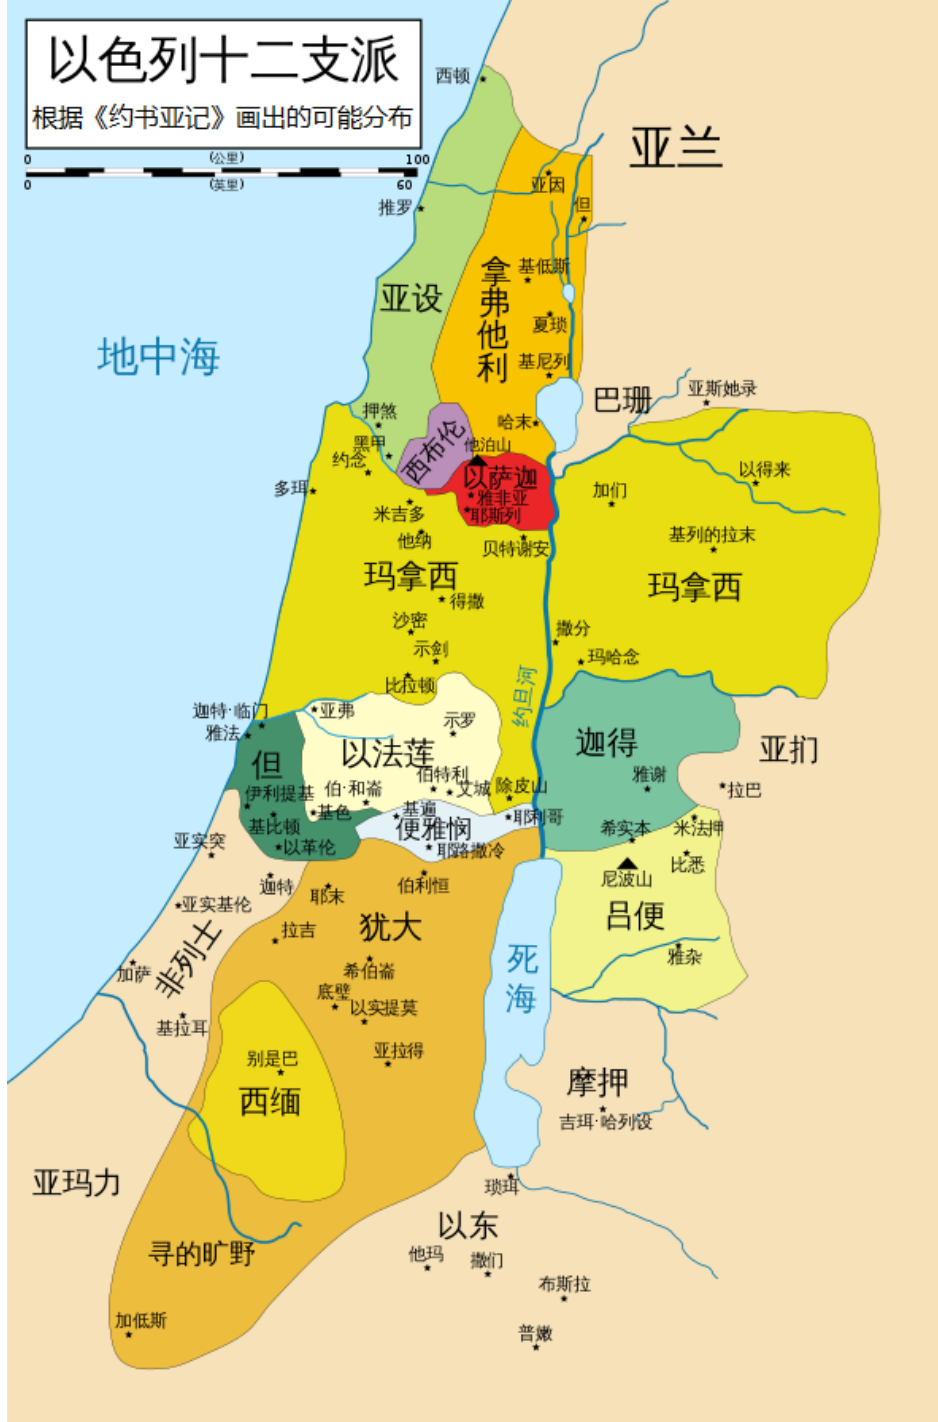 以色列十二支派
根据《约书亚记》画出的可能分布
0 (公里) 100
0 (英里) 60
西顿
亚兰
亚因
但
推罗
基低斯
拿弗他利
亚设
夏琐
地中海
基尼列
巴珊
亚斯她录
押煞
哈末
西布伦
黑甲
他泊山
约念
以萨迦
以得来
多珥
加们
雅非亚
米吉多
耶斯列
他纳
贝特谢安
基列的拉末
玛拿西
玛拿西
得撒
沙密
撒分
示剑
玛哈念
比拉顿
约旦河
迦特·临门
亚弗
示罗
雅法
迦得
亚扪
以法莲
但
伯特利
雅谢
伊利提基
伯·和崙
艾城
除皮山
拉巴
基色
基遍
耶利哥
基比顿
便雅悯
希实本
米法押
亚实突
以革伦
耶路撒冷
比悉
尼波山
迦特
耶末
伯利恒
亚实基伦
吕便
犹大
拉吉
非列士
死海
雅杂
加萨
希伯崙
底璧
以实提莫
基拉耳
亚拉得
别是巴
摩押
西缅
吉珥·哈列设
亚玛力
琐珥
以东
寻的旷野
他玛
撒们
布斯拉
加低斯
普嫩